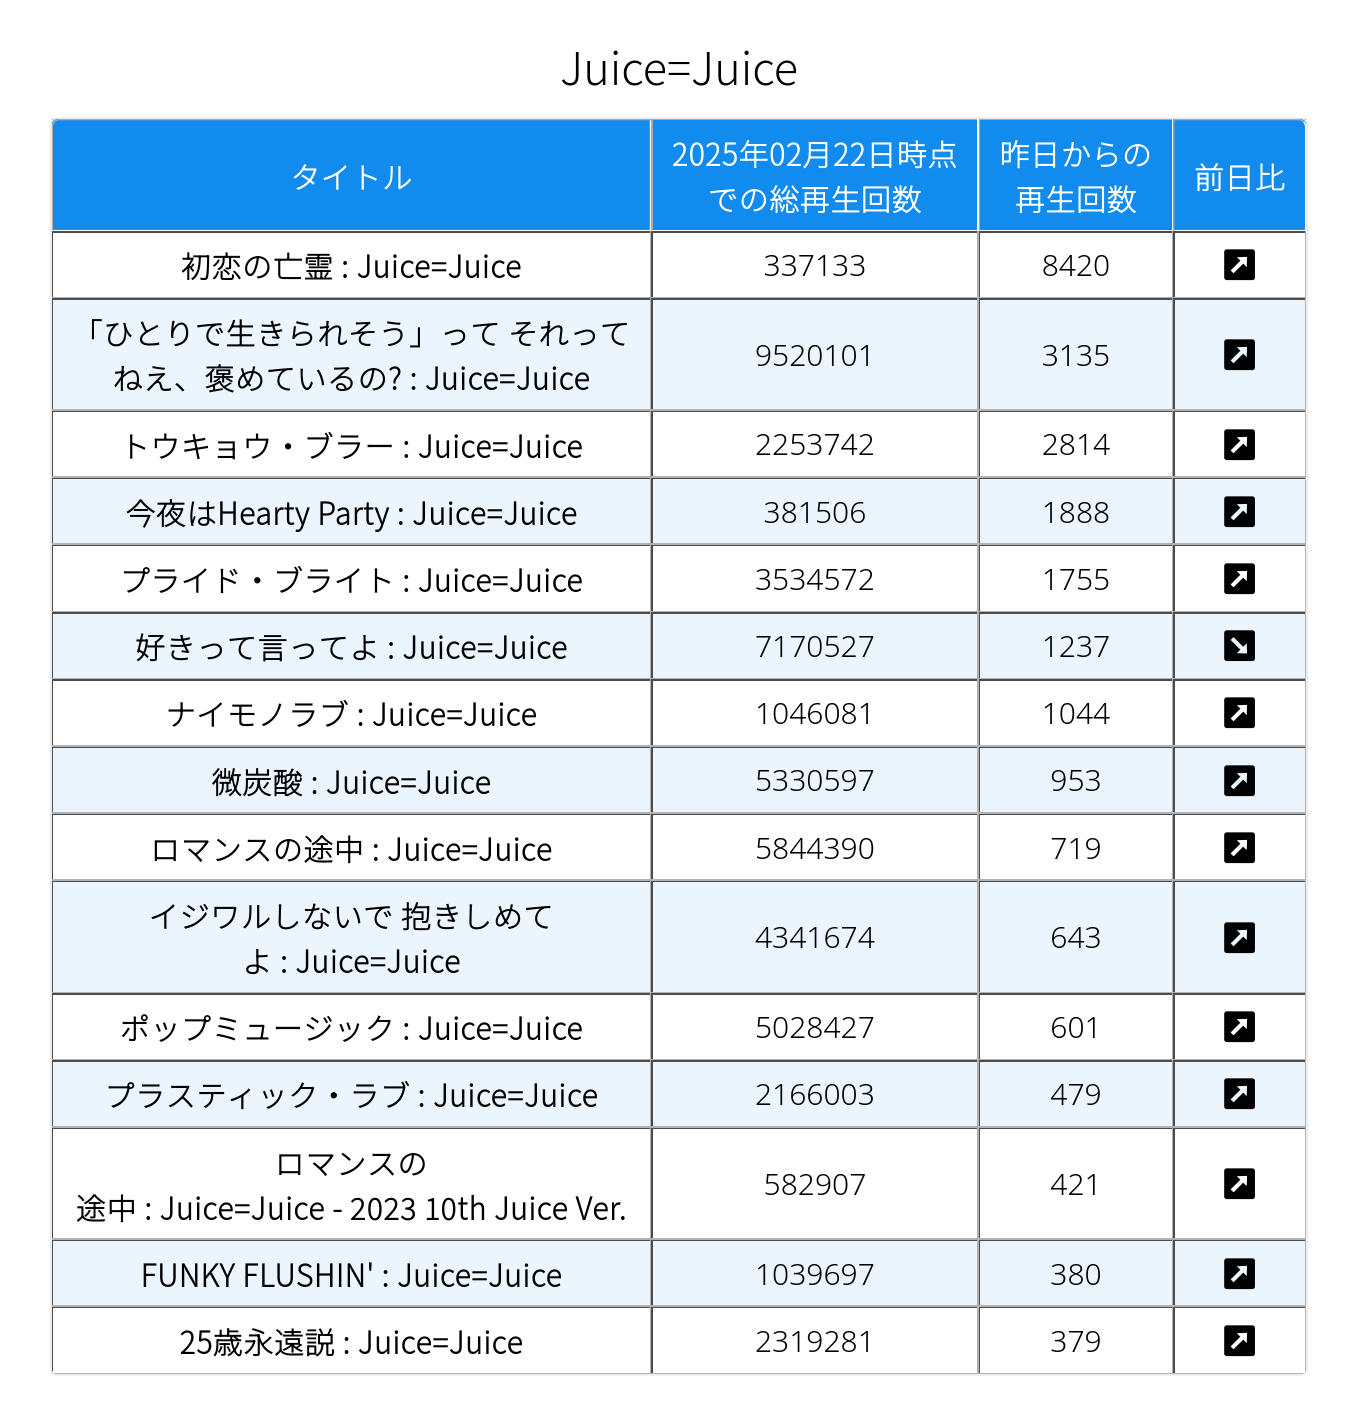 Juice=Juice
タイトル
2025年02月22日時点
での総再生回数
昨日からの
再生回数
前日比
初恋の亡霊 : Juice=Juice
337133
8420
「ひとりで生きられそう」って それって
ねえ、褒めているの? : Juice=Juice
9520101
3135
トウキョウ・ブラー : Juice=Juice
2253742
2814
今夜はHearty Party : Juice=Juice
381506
1888
プライド・ブライト : Juice=Juice
3534572
1755
好きって言ってよ : Juice=Juice
7170527
1237
ナイモノラブ : Juice=Juice
1046081
1044
微炭酸 : Juice=Juice
5330597
953
ロマンスの途中 : Juice=Juice
5844390
719
イジワルしないで 抱きしめて
よ : Juice=Juice
4341674
643
ポップミュージック : Juice=Juice
5028427
601
プラスティック・ラブ : Juice=Juice
2166003
479
ロマンスの
途中 : Juice=Juice - 2023 10th Juice Ver.
582907
421
FUNKY FLUSHIN' : Juice=Juice
1039697
380
25歳永遠説 : Juice=Juice
2319281
379